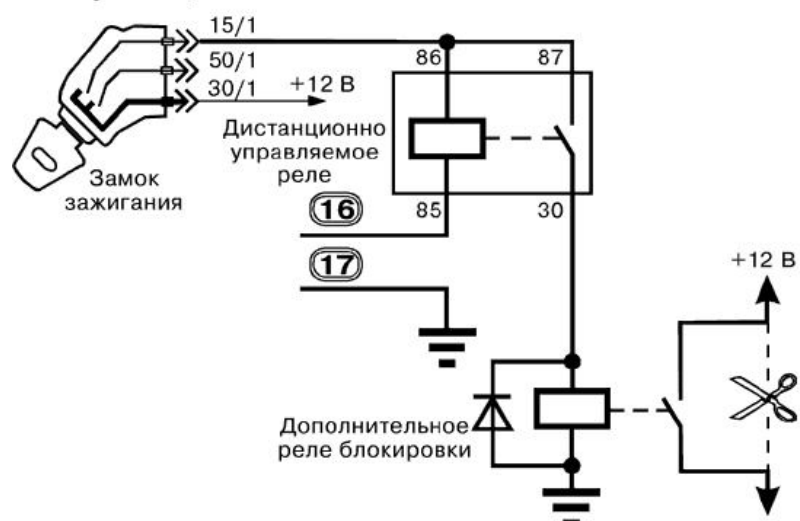 15/1
50/1
30/1
+12 В
86
87
Дистанционно
управляемое
реле
Замок
зажигания
16
85
30
17
+12 В
Дополнительное
реле блокировки